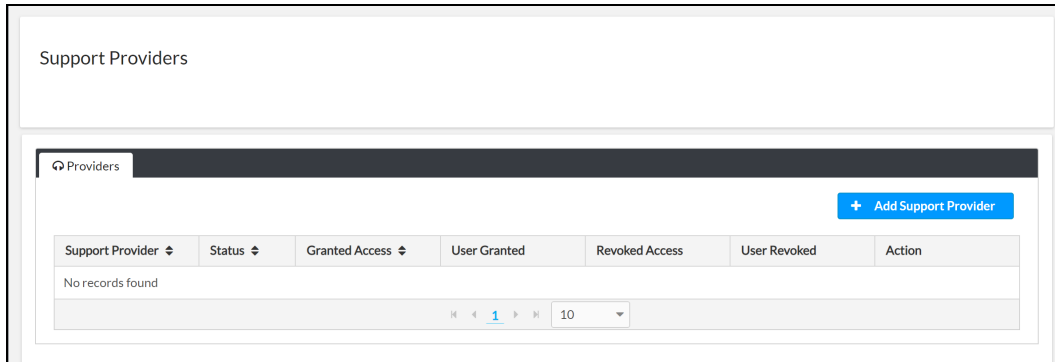 Support Providers
Providers
+ Add Support Provider
Support Provider Status Granted Access User Granted Revoked Access User Revoked Action
No records found
1 10